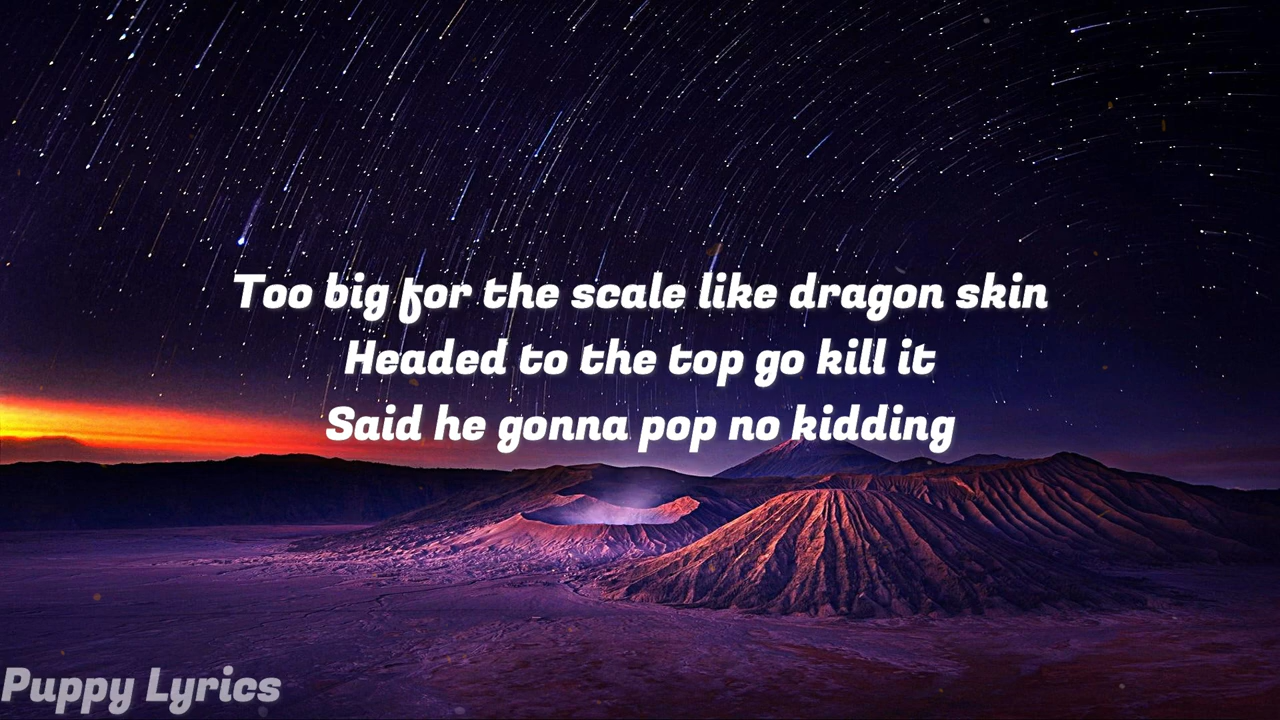 Too big for the scale like dragon skin
Headed to the top go kill it
Said he gonna pop no kidding
Puppy Lyrics